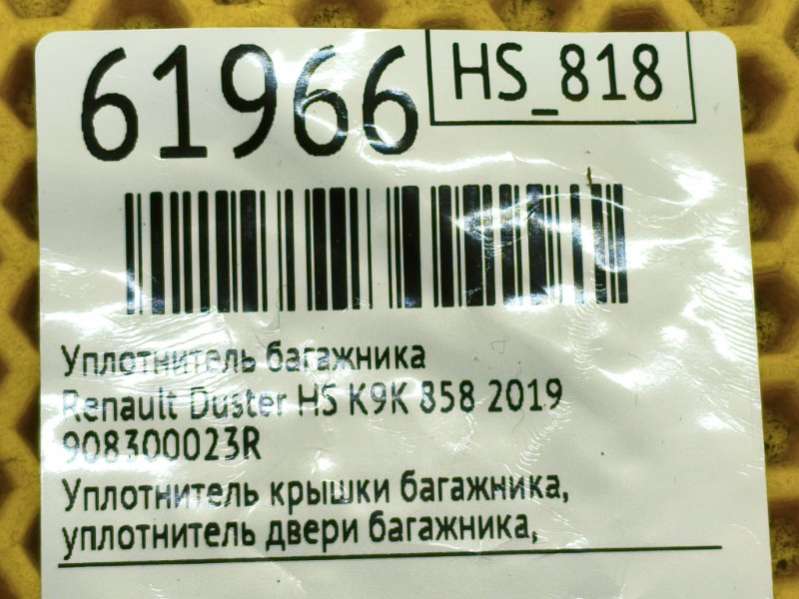 61966
HS_818
Уплотнитель багажника
Renault Duster HS K9K 858 2019
908300023R
Уплотнитель крышки багажника,
уплотнитель двери багажника,